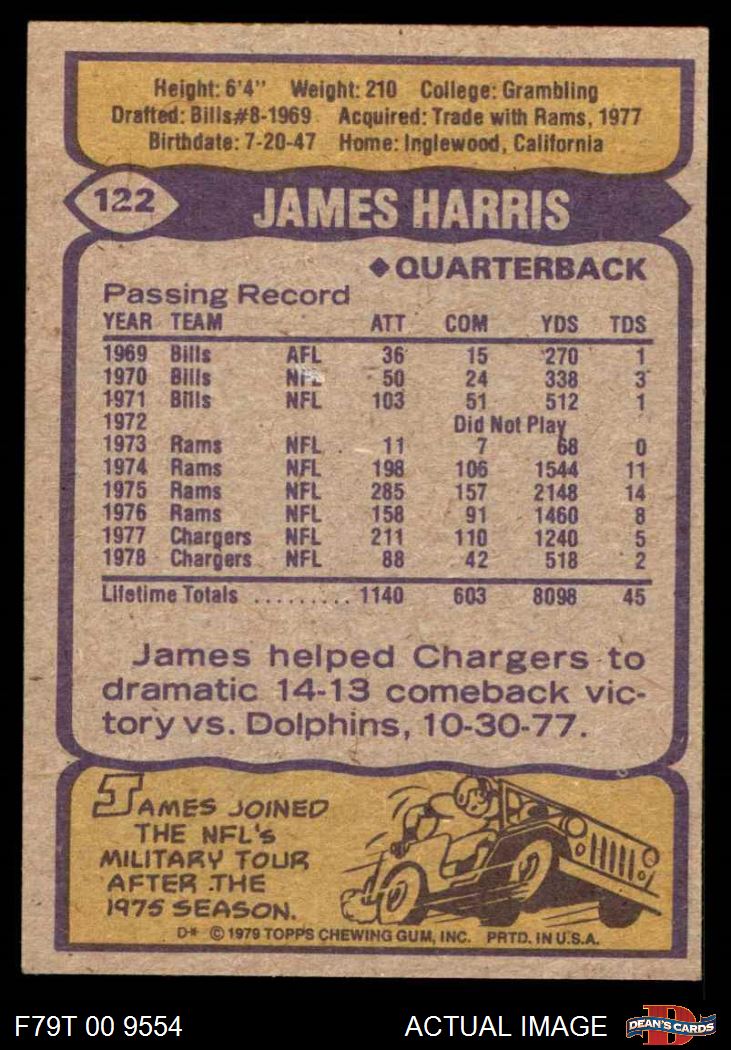 Height: 6'4" Weight: 210 College: Grambling
Drafted: Bills#8-1969 Acquired: Trade with Rams, 1977
Birthdate: 7-20-47 Home: Inglewood, California
122 JAMES HARRIS
◆QUARTERBACK
Passing Record
YEAR TEAM ATT COM YDS TDS
1969 Bills AFL 36 15 270 1
1970 Bills NFL 50 24 338 3
1971 Bills NFL 103 51 512 1
1972 Did Not Play
1973 Rams NFL 11 7 68 0
1974 Rams NFL 198 106 1544 11
1975 Rams NFL 285 157 2148 14
1976 Rams NFL 158 91 1460 8
1977 Chargers NFL 211 110 1240 5
1978 Chargers NFL 88 42 518 2
Lifetime Totals ......... 1140 603 8098 45
James helped Chargers to
dramatic 14-13 comeback vic-
tory vs. Dolphins, 10-30-77.
JAMES JOINED
THE NFL'S
MILITARY TOUR
AFTER THE
1975 SEASON.
D* © 1979 TOPPS CHEWING GUM, INC. PRTD. IN U.S.A.
F79T 00 9554 ACTUAL IMAGE D DEAN'S CARDS